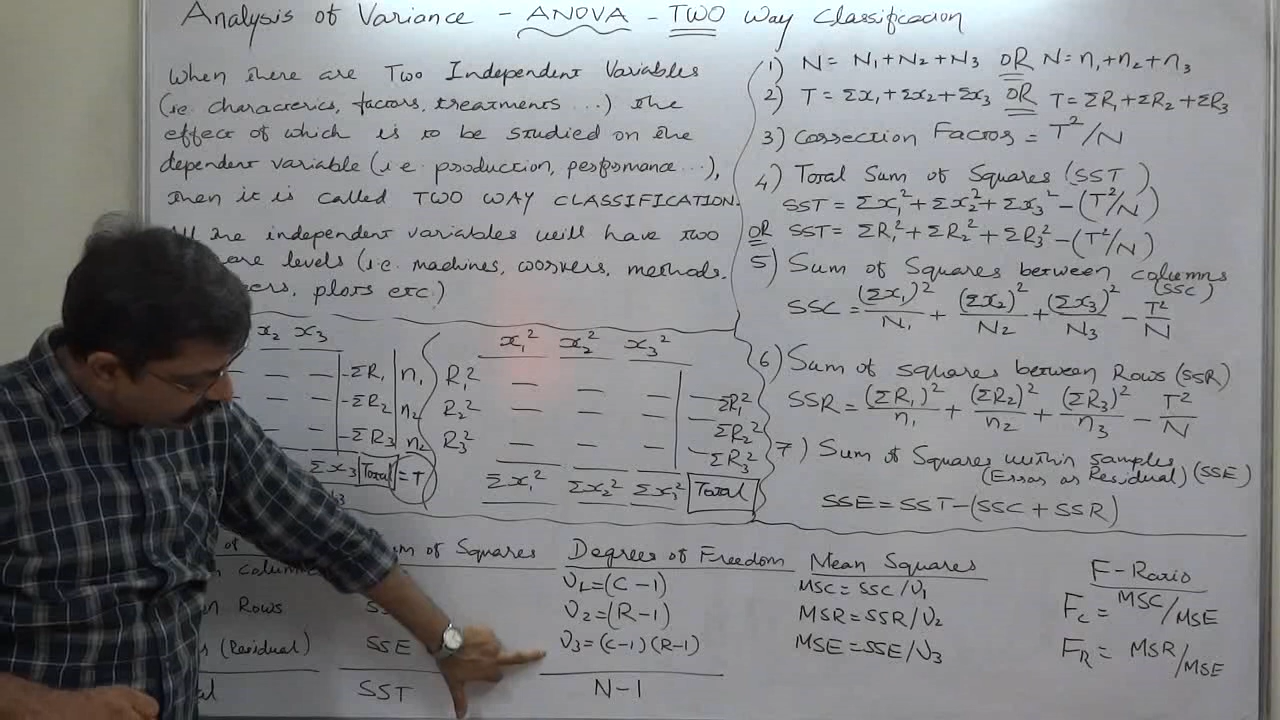 Analysis of Variance - ANOVA - TWO Way Classification
When there are Two Independent Variables
(i.e. characterics, factors, treatments ...) the
effect of which is to be studied on the
dependent variable (i.e. production, performance ...),
then it is called TWO WAY CLASSIFICATION.
All the independent variables will have two
levels (i.e. machines, workers, methods.
plots etc.)
x₂ x₃
-ΣR₁ n₁
-ΣR₂ n₂
-ΣR₃ n₂
Σx₃ Total = T
x₁² x₂² x₃²
R₁² — — — ΣR₁²
R₂² — — — ΣR₂²
R₃² — — — ΣR₃²
Σx₁² Σx₂² Σx₃² Total
1) N = N₁+N₂+N₃ OR N=n₁+n₂+n₃
2) T = Σx₁+Σx₂+Σx₃ OR T=ΣR₁+ΣR₂+ΣR₃
3) Correction Factor = T²/N
4) Total Sum of Squares (SST)
SST = Σx₁²+Σx₂²+Σx₃²-(T²/N)
OR SST = ΣR₁²+ΣR₂²+ΣR₃²-(T²/N)
5) Sum of Squares between columns
(SSC)
SSC = (Σx₁)²/N₁ + (Σx₂)²/N₂ + (Σx₃)²/N₃ - T²/N
6) Sum of squares between Rows (SSR)
SSR = (ΣR₁)²/n₁ + (ΣR₂)²/n₂ + (ΣR₃)²/n₃ - T²/N
7) Sum of Squares within samples
(Error or Residual) (SSE)
SSE = SST-(SSC+SSR)
of Sum of Squares Degrees of Freedom Mean Squares F-Ratio
υ₁=(C-1) MSC=SSC/υ₁ Fc = MSC/MSE
Rows υ₂=(R-1) MSR=SSR/υ₂
(Residual) SSE υ₃=(C-1)(R-1) MSE=SSE/υ₃ FR = MSR/MSE
SST N-1